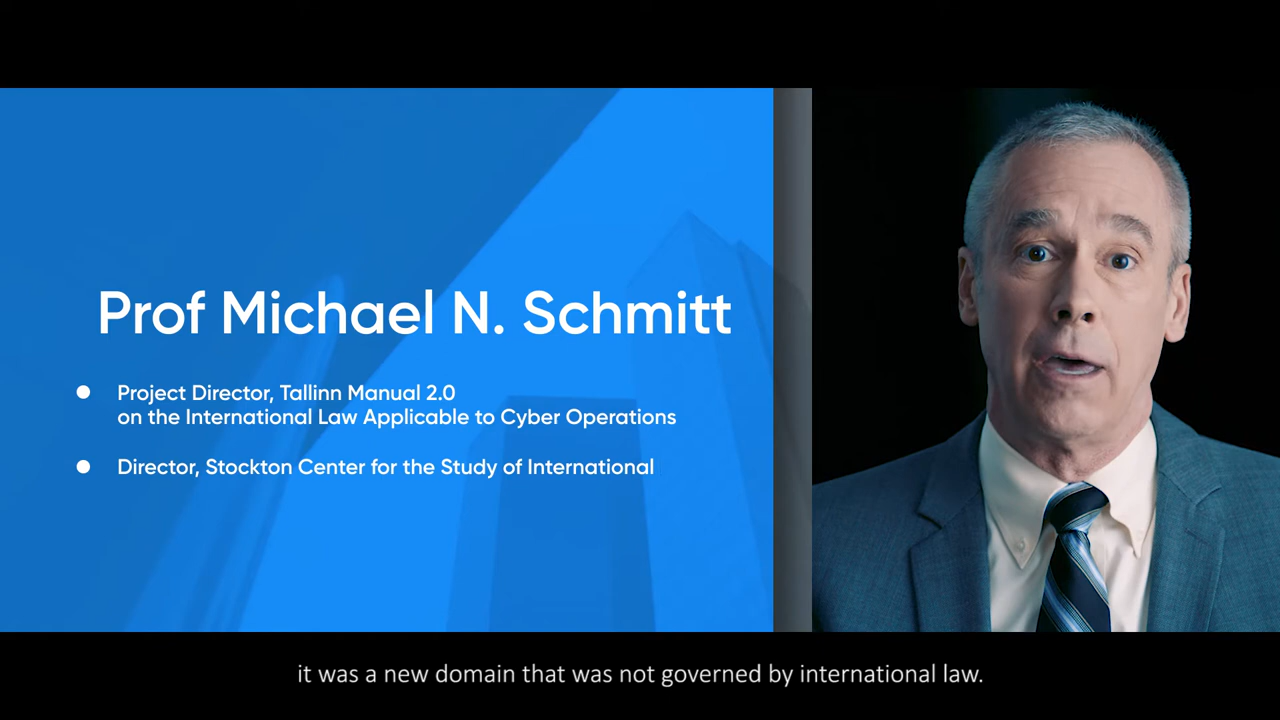 Prof Michael N. Schmitt
Project Director, Tallinn Manual 2.0
on the International Law Applicable to Cyber Operations
Director, Stockton Center for the Study of International
it was a new domain that was not governed by international law.